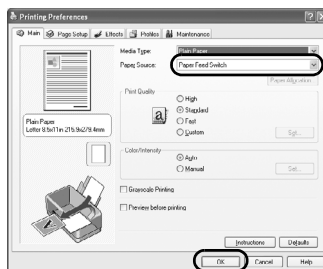 Printing Preferences
Main Page Setup Effects Profiles Maintenance
Media Type: Plain Paper
Paper Source: Paper Feed Switch
Paper Allocation...
Print Quality
High
Standard
Fast
Custom Set...
Plain Paper
Letter 8.5x11in 215.9x279.4mm
Color/Intensity
Auto
Manual Set...
Grayscale Printing
Preview before printing
Instructions Defaults
OK Cancel Help